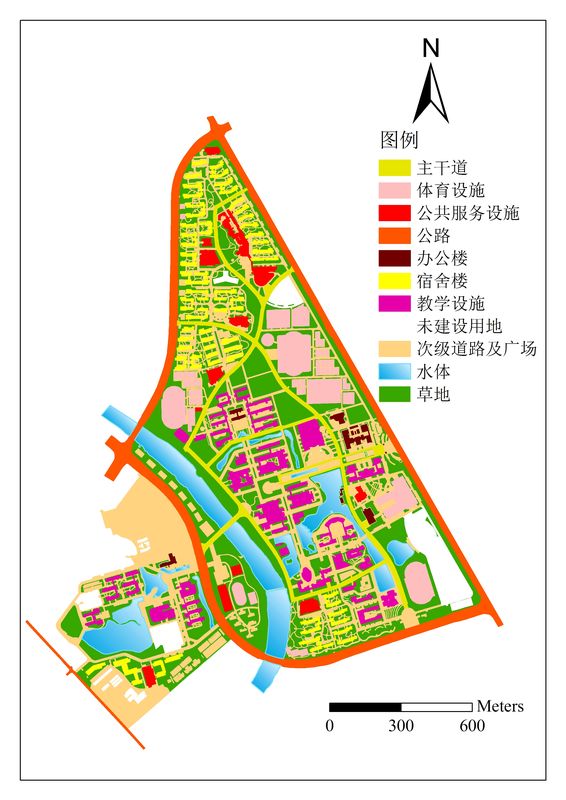 N
图例
主干道
体育设施
公共服务设施
公路
办公楼
宿舍楼
教学设施
未建设用地
次级道路及广场
水体
草地
Meters
0 300 600